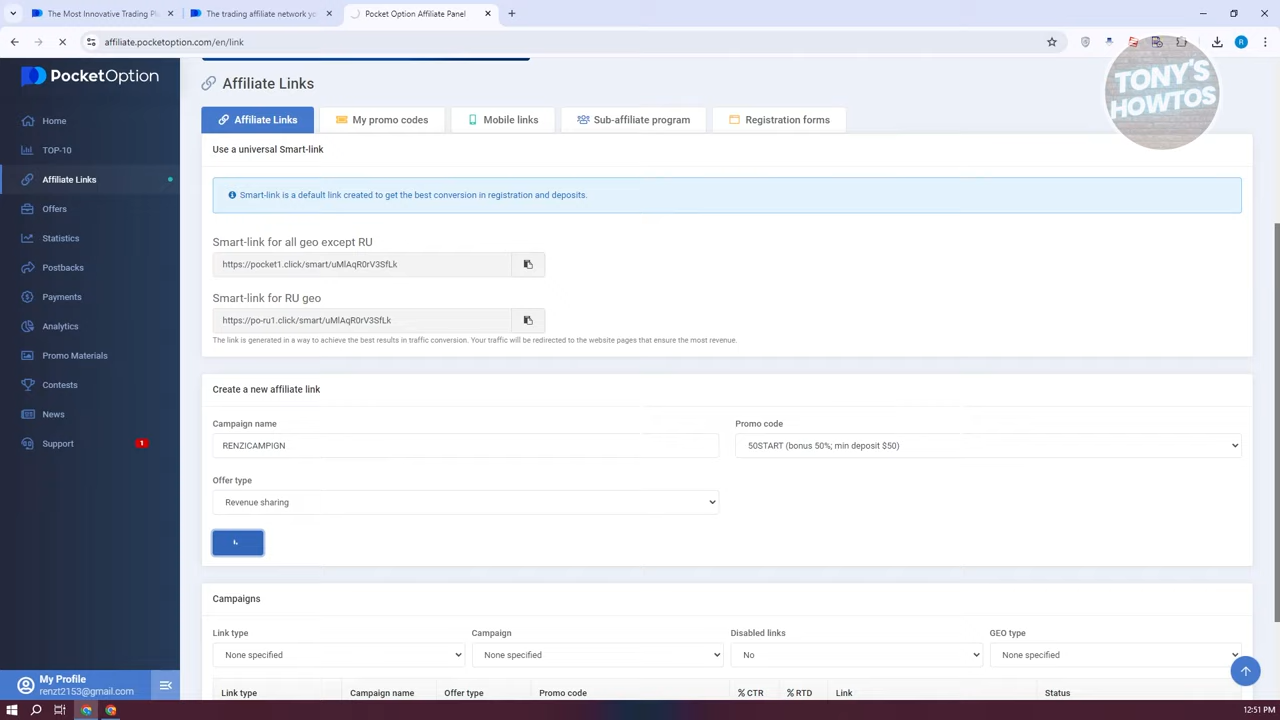 The Most Innovative Trading Pl
The trading affiliate network yo
Pocket Option Affiliate Panel
affiliate.pocketoption.com/en/link
R
TONY'S
HOWTOS
PocketOption
Affiliate Links
Home
TOP-10
Affiliate Links
Offers
Statistics
Postbacks
Payments
Analytics
Promo Materials
Contests
News
Support
1
My Profile
renzt2153@gmail.com
Affiliate Links
My promo codes
Mobile links
Sub-affiliate program
Registration forms
Use a universal Smart-link
Smart-link is a default link created to get the best conversion in registration and deposits.
Smart-link for all geo except RU
https://pocket1.click/smart/uMlAqR0rV3SfLk
Smart-link for RU geo
https://po-ru1.click/smart/uMlAqR0rV3SfLk
The link is generated in a way to achieve the best results in traffic conversion. Your traffic will be redirected to the website pages that ensure the most revenue.
Create a new affiliate link
Campaign name
Promo code
RENZICAMPIGN
50START (bonus 50%; min deposit $50)
Offer type
Revenue sharing
Campaigns
Link type
Campaign
Disabled links
GEO type
None specified
None specified
No
None specified
Link type
Campaign name
Offer type
Promo code
% CTR
% RTD
Link
Status
12:51 PM